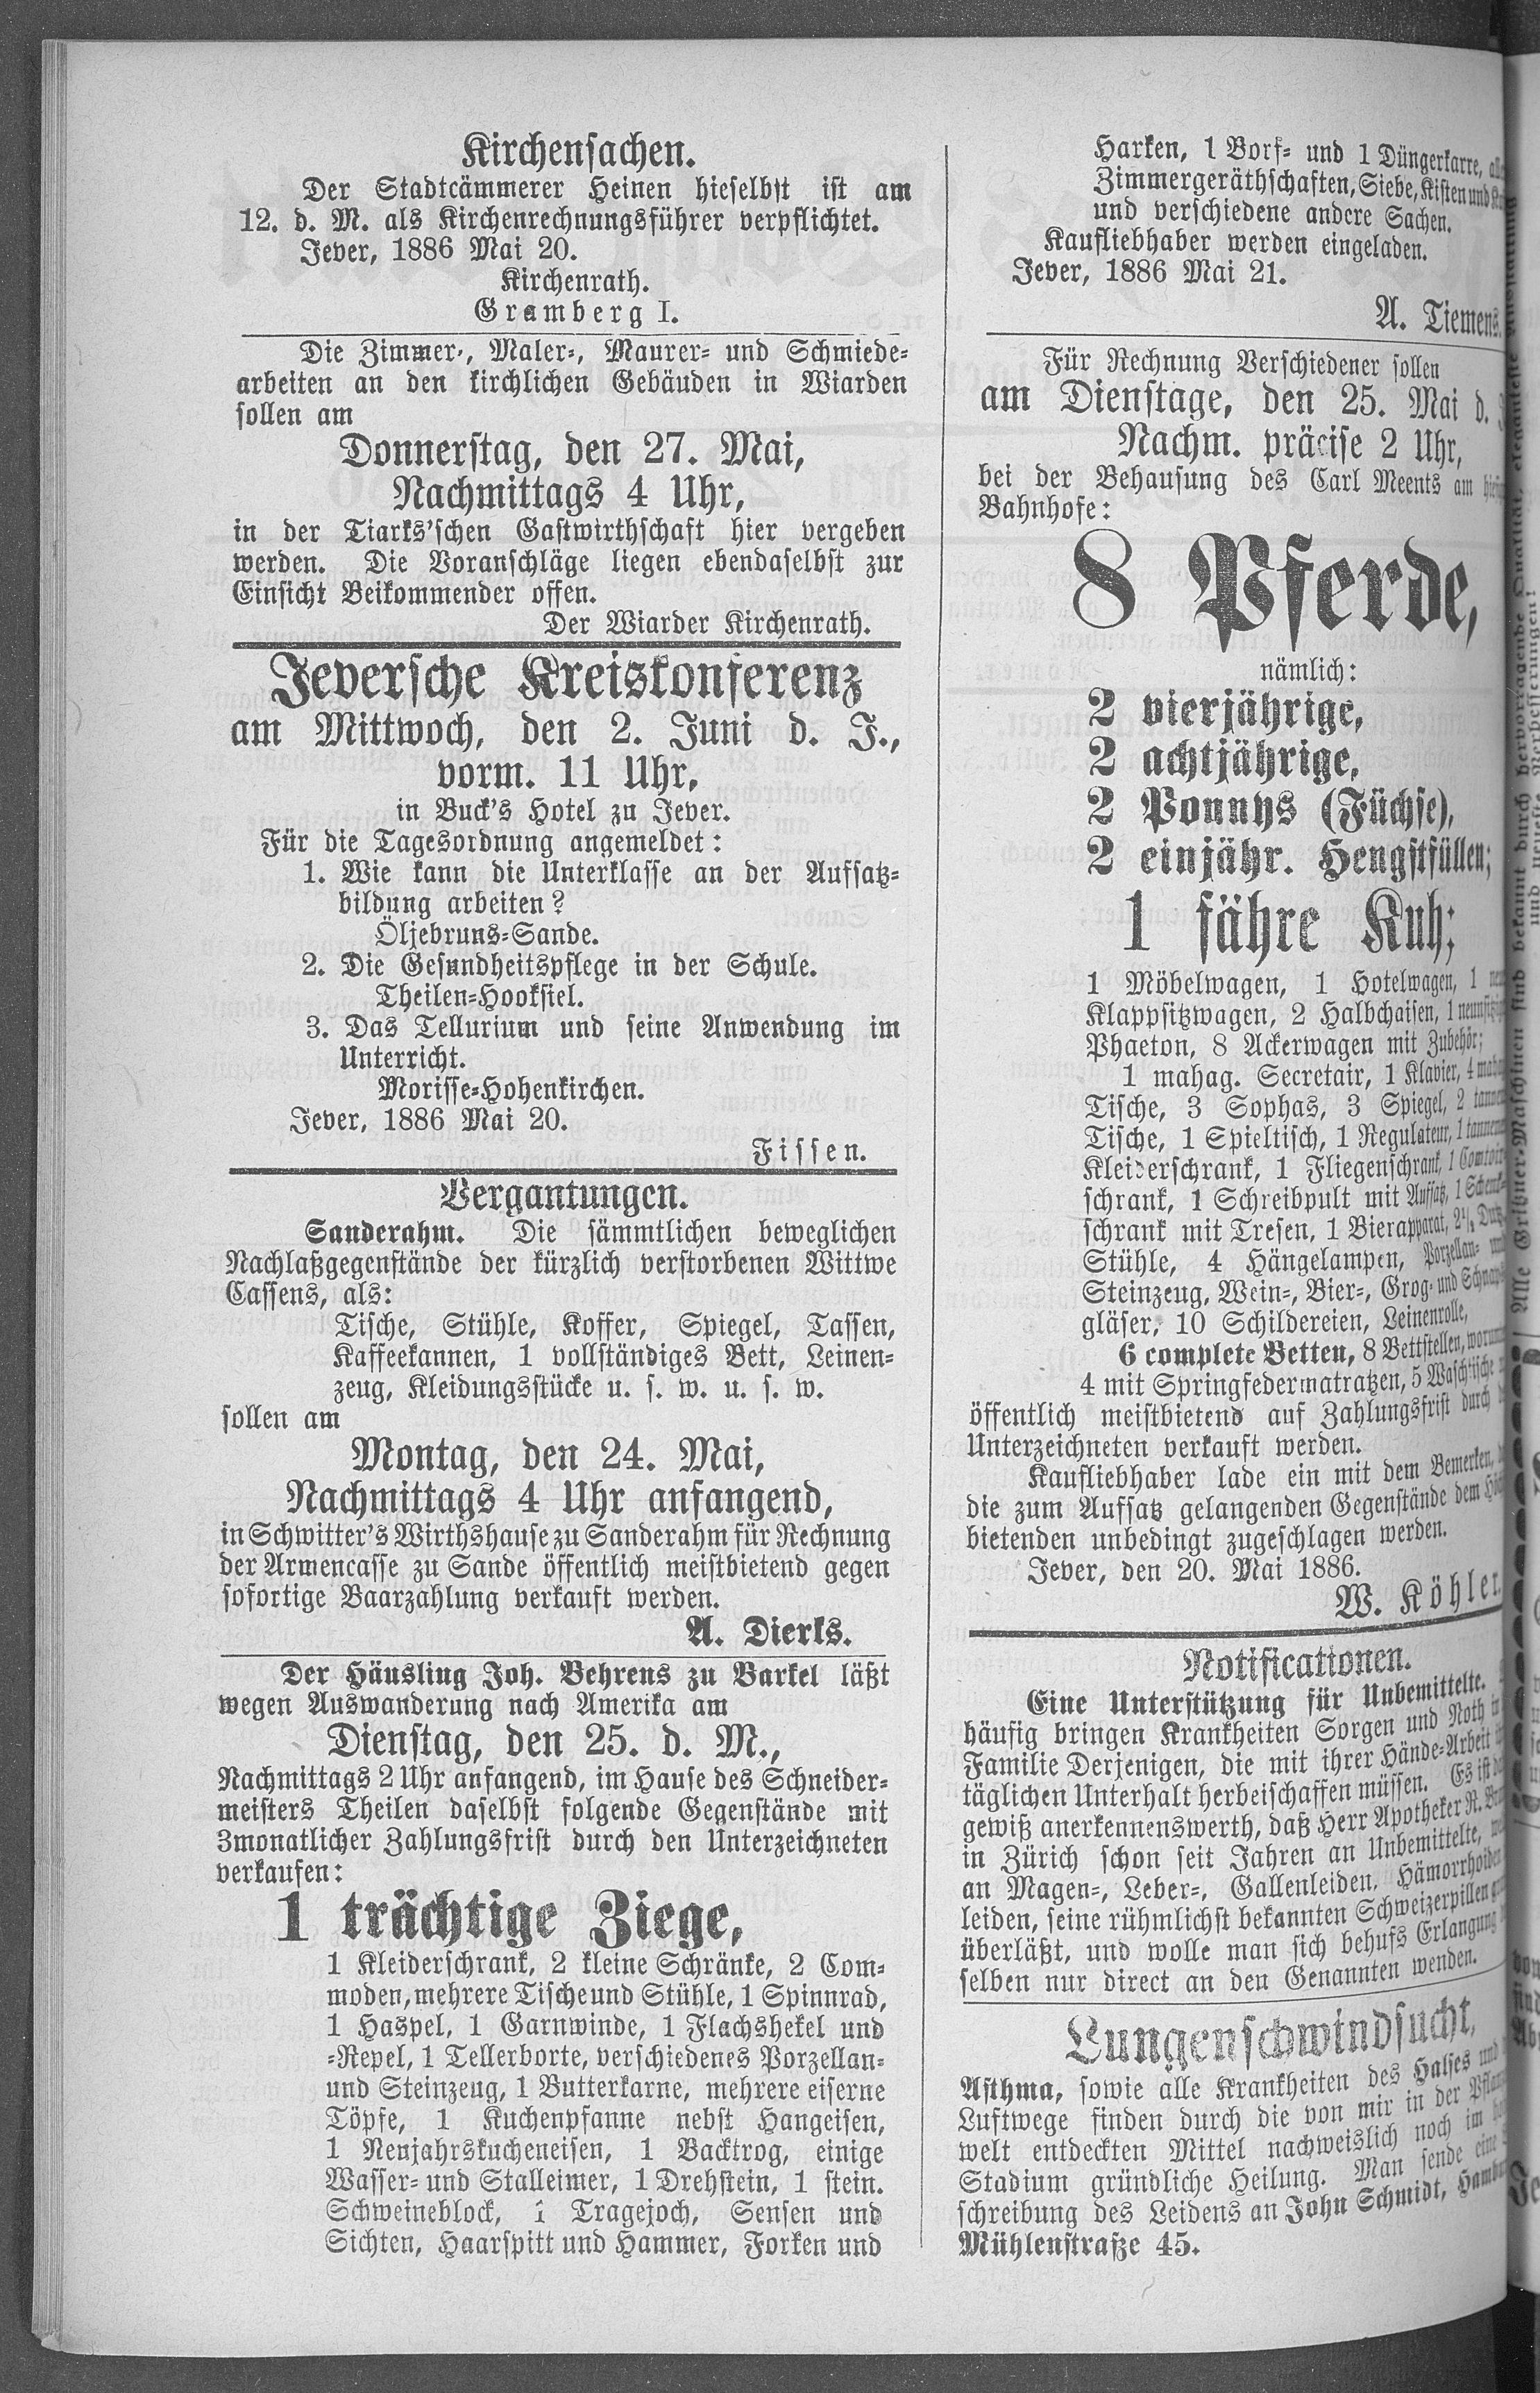 Kirchensachen.
Der Stadtcämmerer Heinen hieselbst ist am
12. d. M. als Kirchenrechnungsführer verpflichtet.
Jever, 1886 Mai 20.
Kirchenrath.
Gramberg I.
Die Zimmer-, Maler-, Maurer- und Schmiede-
arbeiten an den kirchlichen Gebäuden in Wiarden
sollen am
Donnerstag, den 27. Mai,
Nachmittags 4 Uhr,
in der Tiarks'schen Gastwirthschaft hier vergeben
werden. Die Voranschläge liegen ebendaselbst zur
Einsicht Beikommender offen.
Der Wiarder Kirchenrath.
Jeversche Kreiskonferenz
am Mittwoch, den 2. Juni d. J.,
vorm. 11 Uhr,
in Buck's Hotel zu Jever.
Für die Tagesordnung angemeldet:
1. Wie kann die Unterklasse an der Aufsatz-
bildung arbeiten?
Öljebruns-Sande.
2. Die Gesundheitspflege in der Schule.
Theilen-Hooksiel.
3. Das Tellurium und seine Anwendung im
Unterricht.
Morisse-Hohenkirchen.
Jever, 1886 Mai 20.
Fissen.
Vergantungen.
Sanderahm. Die sämmtlichen beweglichen
Nachlaßgegenstände der kürzlich verstorbenen Wittwe
Cassens, als:
Tische, Stühle, Koffer, Spiegel, Tassen,
Kaffeekannen, 1 vollständiges Bett, Leinen-
zeug, Kleidungsstücke u. s. w. u. s. w.
sollen am
Montag, den 24. Mai,
Nachmittags 4 Uhr anfangend,
in Schwitter's Wirthshause zu Sanderahm für Rechnung
der Armencasse zu Sande öffentlich meistbietend gegen
sofortige Baarzahlung verkauft werden.
A. Dierks.
Der Häusling Joh. Behrens zu Barkel läßt
wegen Auswanderung nach Amerika am
Dienstag, den 25. d. M.,
Nachmittags 2 Uhr anfangend, im Hause des Schneider-
meisters Theilen daselbst folgende Gegenstände mit
3monatlicher Zahlungsfrist durch den Unterzeichneten
verkaufen:
1 trächtige Ziege,
1 Kleiderschrank, 2 kleine Schränke, 2 Com-
moden, mehrere Tische und Stühle, 1 Spinnrad,
1 Haspel, 1 Garnwinde, 1 Flachshekel und
-Repel, 1 Tellerborte, verschiedenes Porzellan-
und Steinzeug, 1 Butterkarne, mehrere eiserne
Töpfe, 1 Kuchenpfanne nebst Hangeisen,
1 Neujahrskucheneisen, 1 Backtrog, einige
Wasser- und Stalleimer, 1 Drehstein, 1 stein.
Schweineblock, 1 Tragejoch, Sensen und
Sichten, Haarspitt und Hammer, Forken und
Harken, 1 Borf- und 1 Düngerkarre,
Zimmergeräthschaften, Siebe, Kisten und
und verschiedene andere Sachen.
Kaufliebhaber werden eingeladen.
Jever, 1886 Mai 21.
A. Tiemens.
Für Rechnung Verschiedener sollen
am Dienstage, den 25. Mai d.
Nachm. präcise 2 Uhr,
bei der Behausung des Carl Meents am
Bahnhofe:
8 Pferde,
nämlich:
2 vierjährige,
2 achtjährige,
2 Ponnys (Füchse),
2 einjähr. Hengstfüllen;
1 fähre Kuh;
1 Möbelwagen, 1 Hotelwagen, 1
Klappsitzwagen, 2 Halbchaisen, 1
Phaeton, 8 Ackerwagen mit Zubehör;
1 mahag. Secretair, 1 Klavier, 4
Tische, 3 Sophas, 3 Spiegel, 2
Tische, 1 Spieltisch, 1 Regulateur, 1
Kleiderschrank, 1 Fliegenschrank, 1
schrank, 1 Schreibpult mit Aufsatz, 1 Schenk-
schrank mit Tresen, 1 Bierapparat, 2½
Stühle, 4 Hängelampen, Porzellan-
Steinzeug, Wein-, Bier-, Grog- und
gläser, 10 Schildereien, Leinenrolle,
6 complete Betten, 8 Bettstellen,
4 mit Springfedermatratzen, 5 Waschtische
öffentlich meistbietend auf Zahlungsfrist durch
Unterzeichneten verkauft werden.
Kaufliebhaber lade ein mit dem Bemerken,
die zum Aufsatz gelangenden Gegenstände dem
bietenden unbedingt zugeschlagen werden.
Jever, den 20. Mai 1886.
W. Köhler.
Notificationen.
Eine Unterstützung für Unbemittelte.
häufig bringen Krankheiten Sorgen und Noth in
Familie Derjenigen, die mit ihrer Hände-Arbeit
täglichen Unterhalt herbeischaffen müssen. Es ist
gewiß anerkennenswerth, daß Herr Apotheker R.
in Zürich schon seit Jahren an Unbemittelte,
an Magen-, Leber-, Gallenleiden, Hämorrhoiden
leiden, seine rühmlichst bekannten Schweizerpillen
überläßt, und wolle man sich behufs Erlangung
selben nur direct an den Genannten wenden.
Lungenschwindsucht,
Asthma, sowie alle Krankheiten des Halses und
Luftwege finden durch die von mir in der
welt entdeckten Mittel nachweislich noch im
Stadium gründliche Heilung. Man sende eine
schreibung des Leidens an John Schmidt,
Mühlenstraße 45.